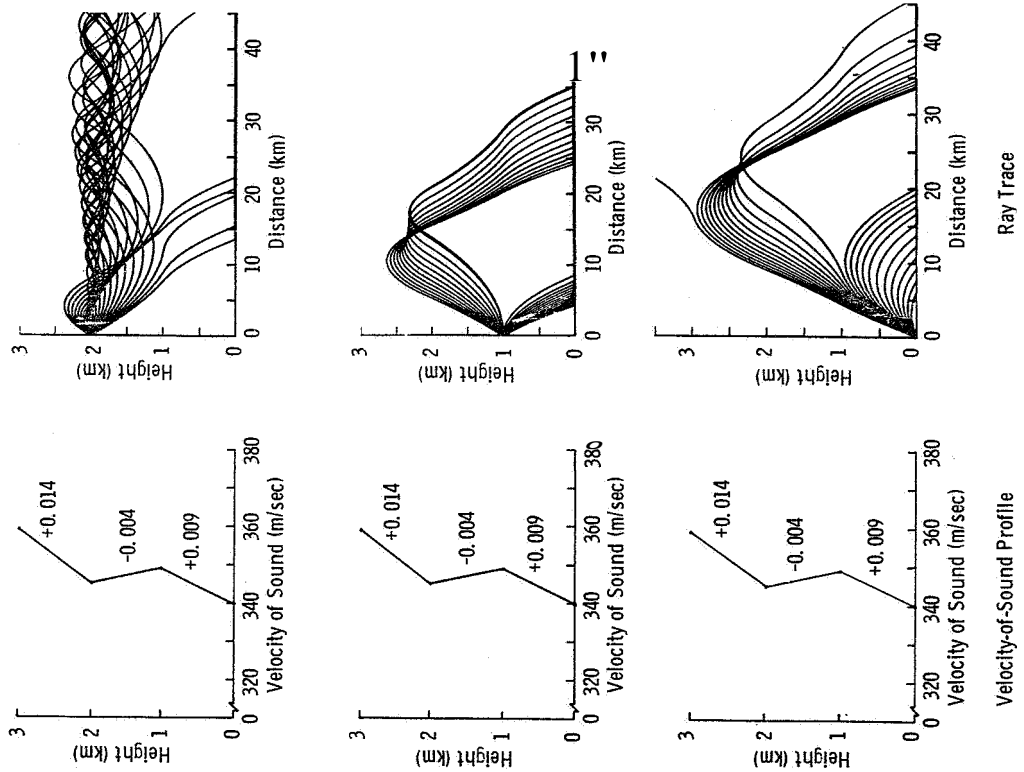 3
2
1
0
Height (km)
+0.014
-0.004
+0.009
0 320 340 360 380
Velocity of Sound (m/sec)
3
2
1
0
Height (km)
0 10 20 30 40
Distance (km)
3
2
1
0
Height (km)
+0.014
-0.004
+0.009
0 320 340 360 380
Velocity of Sound (m/sec)
3
2
1
0
Height (km)
0 10 20 30
Distance (km)
1"
3
2
1
0
Height (km)
+0.014
-0.004
+0.009
0 320 340 360 380
Velocity of Sound (m/sec)
3
2
1
0
Height (km)
0 10 20 30 40
Distance (km)
Velocity-of-Sound Profile
Ray Trace